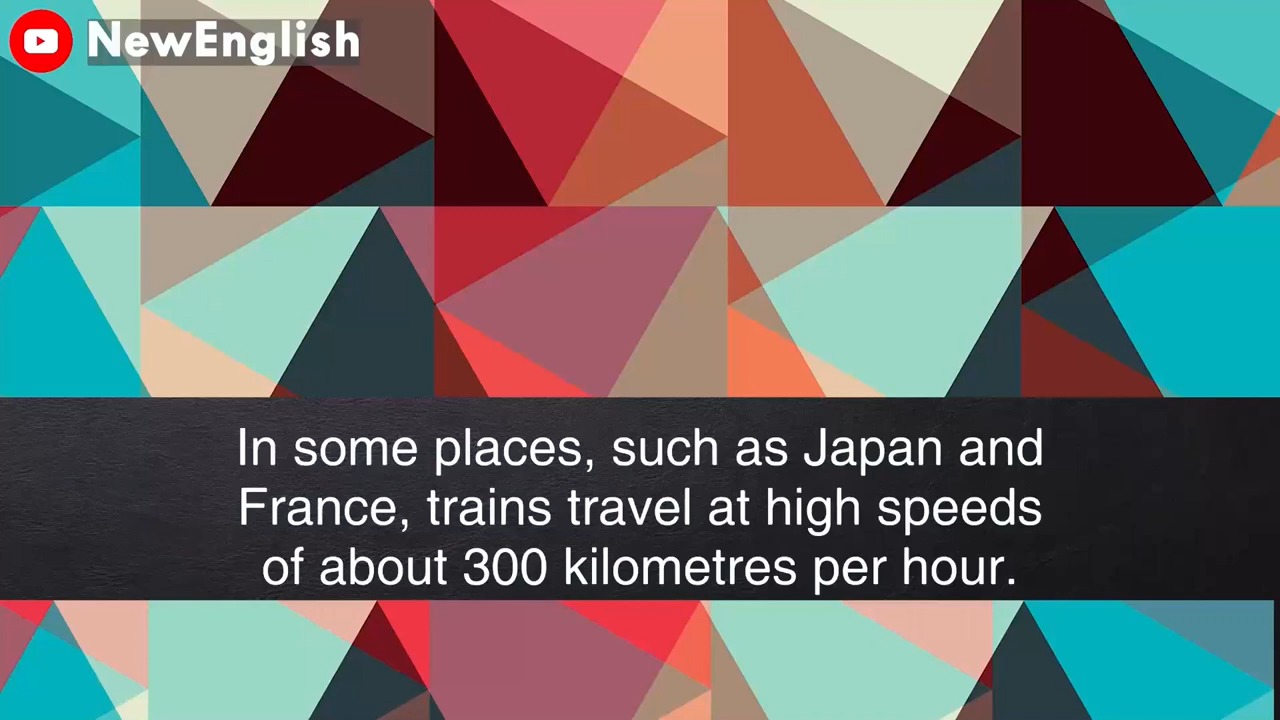 NewEnglish
In some places, such as Japan and
France, trains travel at high speeds
of about 300 kilometres per hour.